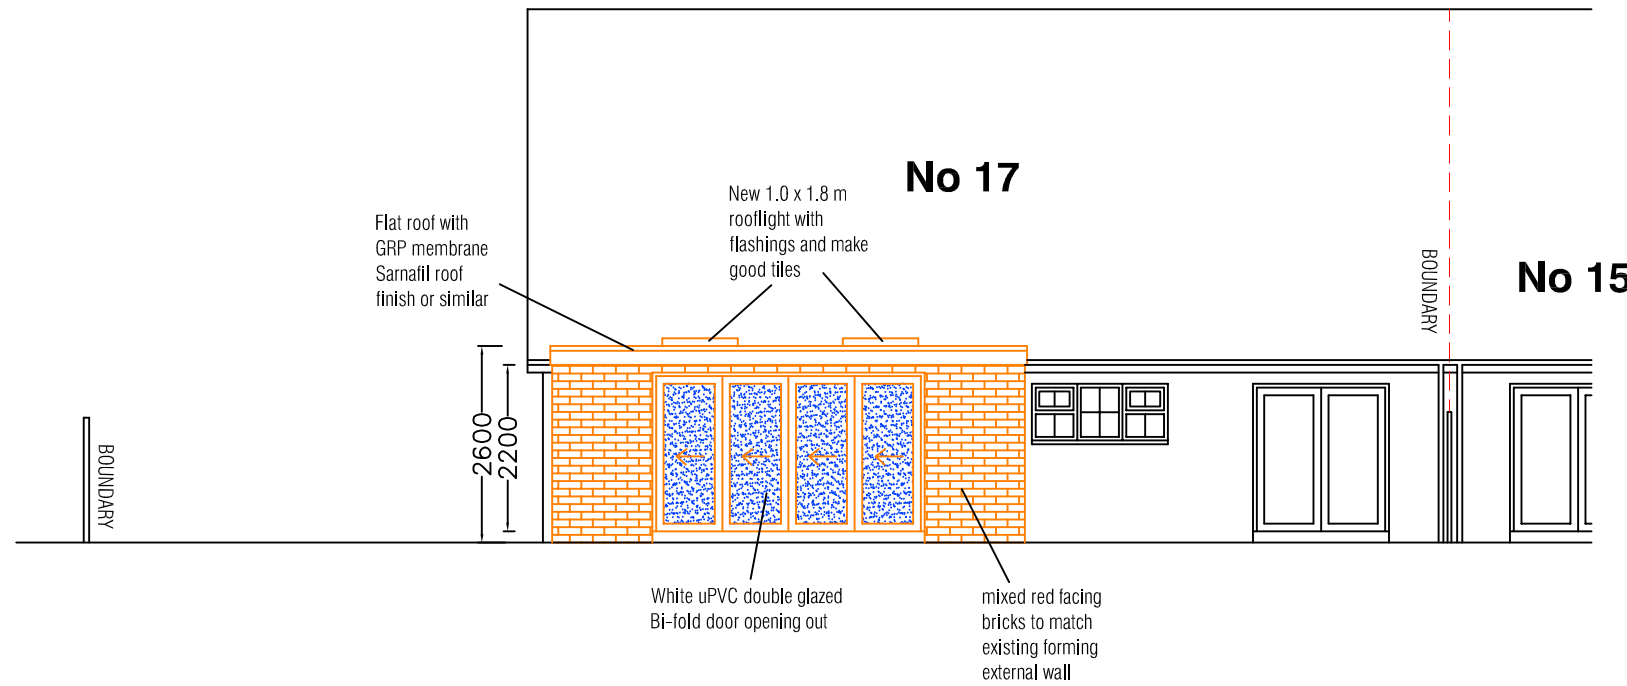 No 17
New 1.0 x 1.8 m
rooflight with
flashings and make
good tiles
Flat roof with
GRP membrane
Sarnafil roof
finish or similar
BOUNDARY
No 15
2600
2200
BOUNDARY
White uPVC double glazed
Bi-fold door opening out
mixed red facing
bricks to match
existing forming
external wall